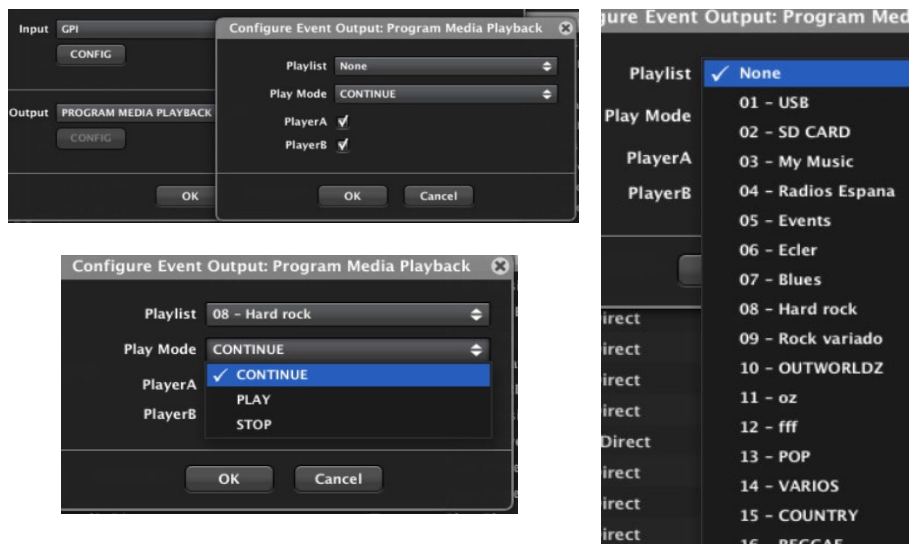 Input GPI
CONFIG
Output PROGRAM MEDIA PLAYBACK
CONFIG
OK
Configure Event Output: Program Media Playback
Playlist None
Play Mode CONTINUE
PlayerA
PlayerB
OK Cancel
Configure Event Output: Program Media Playback
Playlist 08 - Hard rock
Play Mode CONTINUE
PlayerA
PlayerB
CONTINUE
PLAY
STOP
OK Cancel
gure Event Output: Program Med
Playlist
Play Mode
PlayerA
PlayerB
None
01 - USB
02 - SD CARD
03 - My Music
04 - Radios Espana
05 - Events
06 - Ecler
07 - Blues
08 - Hard rock
09 - Rock variado
10 - OUTWORLDZ
11 - oz
12 - fff
13 - POP
14 - VARIOS
15 - COUNTRY
16 - REGGAE
irect
irect
irect
irect
Direct
irect
irect
irect